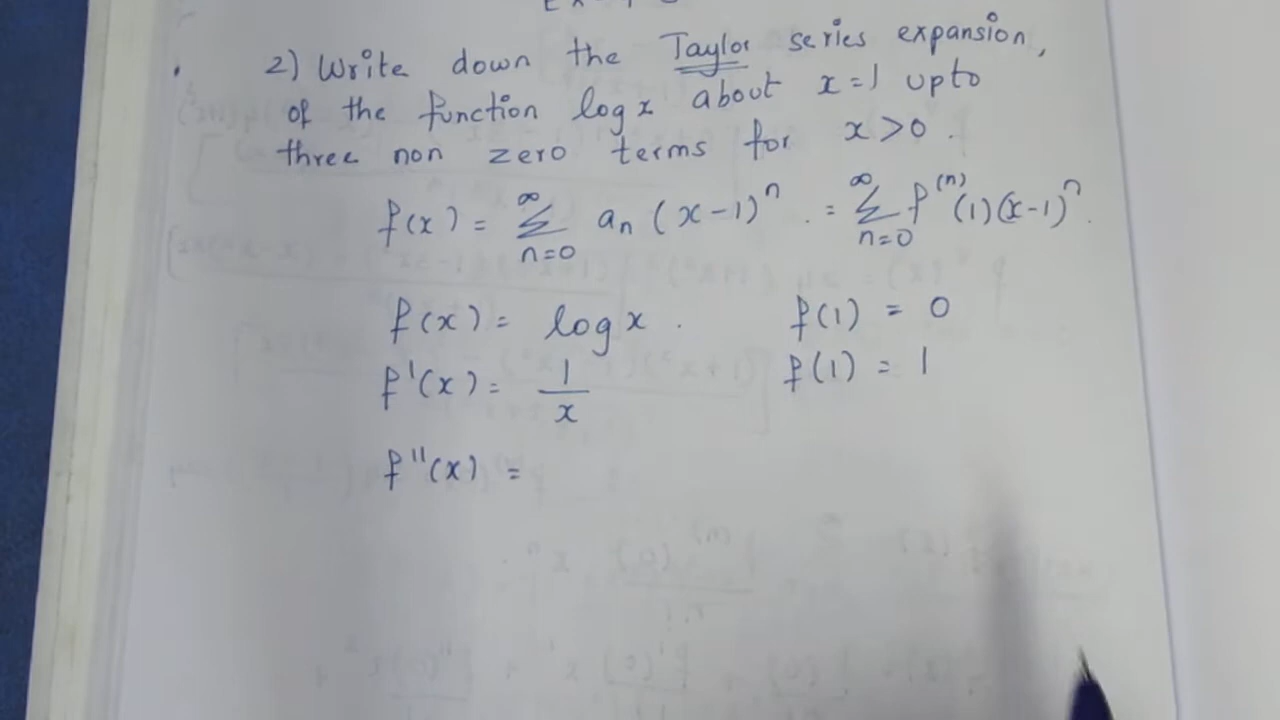 2) Write down the Taylor series expansion,
of the function log x about x=1 upto
three non zero terms for x>0.
f(x) = ∞ Σ n=0 aₙ (x-1)ⁿ. = ∞ Σ n=0 f⁽ⁿ⁾(1)(x-1)ⁿ.
f(x) = log x. f(1) = 0
f'(x) = 1/x f(1) = 1
f"(x) =